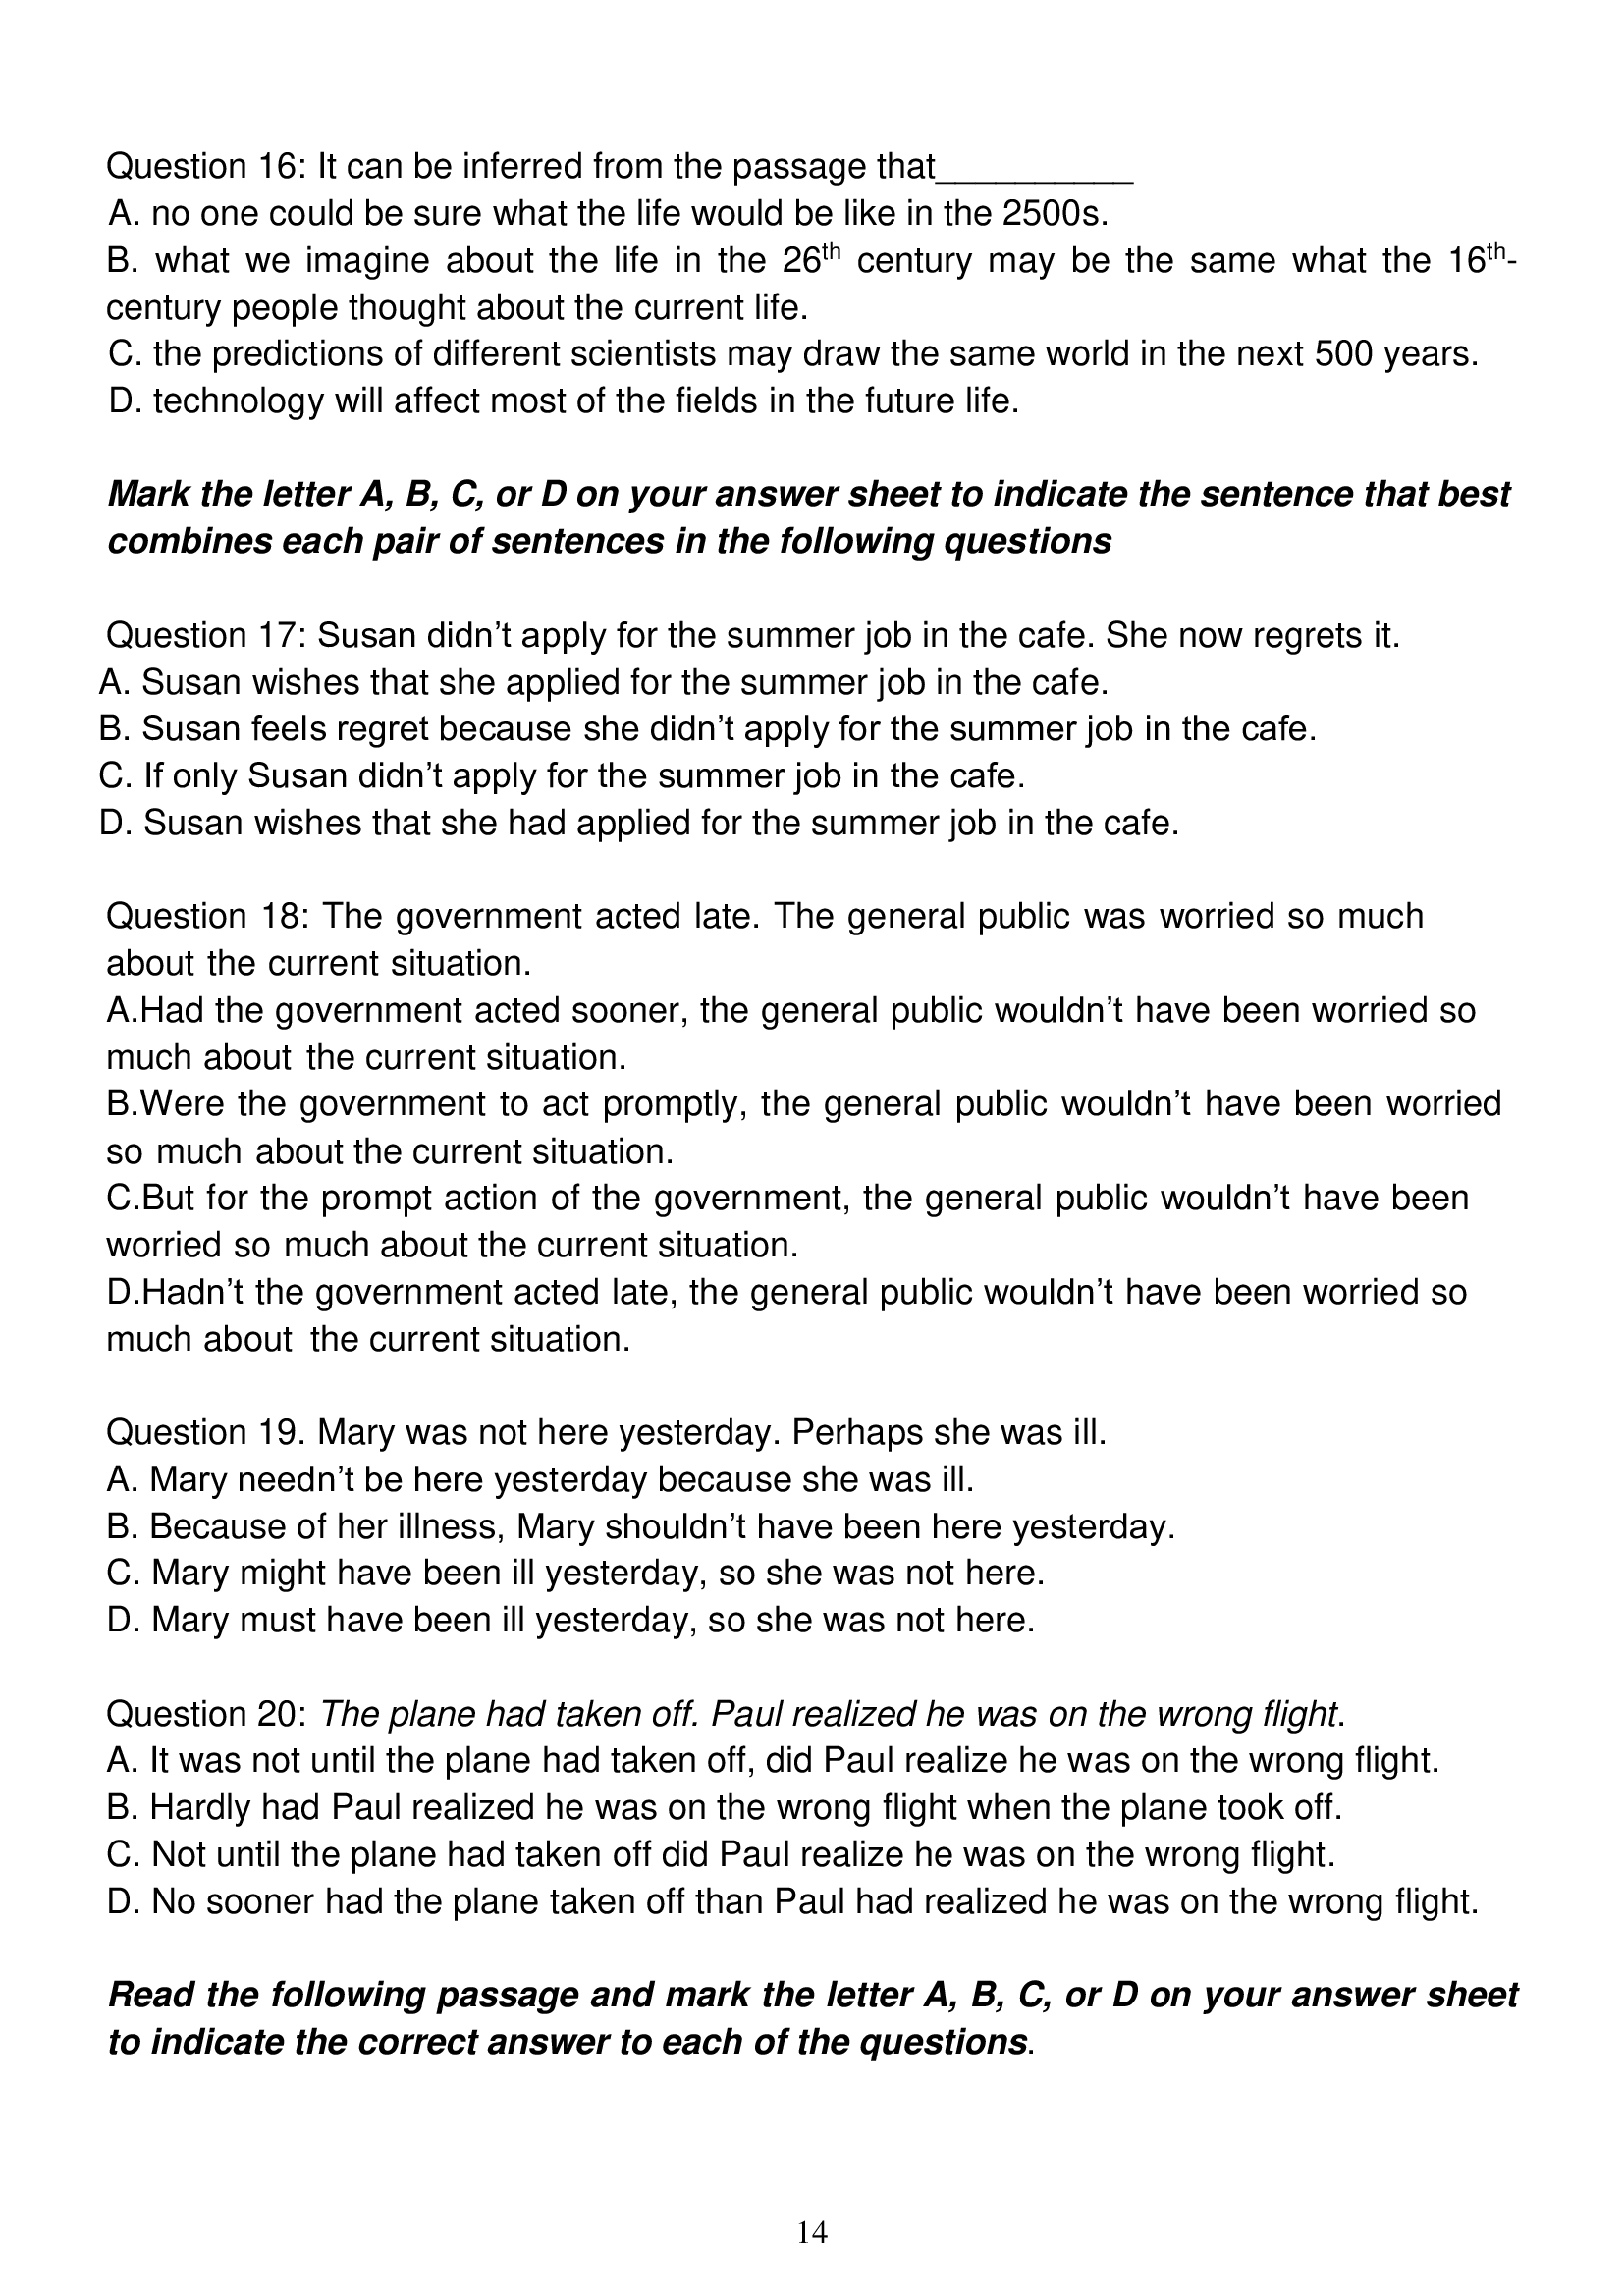 Question 16: It can be inferred from the passage that__________
A. no one could be sure what the life would be like in the 2500s.
B. what we imagine about the life in the 26th century may be the same what the 16th-
century people thought about the current life.
C. the predictions of different scientists may draw the same world in the next 500 years.
D. technology will affect most of the fields in the future life.
Mark the letter A, B, C, or D on your answer sheet to indicate the sentence that best
combines each pair of sentences in the following questions
Question 17: Susan didn’t apply for the summer job in the cafe. She now regrets it.
A. Susan wishes that she applied for the summer job in the cafe.
B. Susan feels regret because she didn’t apply for the summer job in the cafe.
C. If only Susan didn’t apply for the summer job in the cafe.
D. Susan wishes that she had applied for the summer job in the cafe.
Question 18: The government acted late. The general public was worried so much
about the current situation.
A.Had the government acted sooner, the general public wouldn’t have been worried so
much about the current situation.
B.Were the government to act promptly, the general public wouldn’t have been worried
so much about the current situation.
C.But for the prompt action of the government, the general public wouldn’t have been
worried so much about the current situation.
D.Hadn’t the government acted late, the general public wouldn’t have been worried so
much about the current situation.
Question 19. Mary was not here yesterday. Perhaps she was ill.
A. Mary needn’t be here yesterday because she was ill.
B. Because of her illness, Mary shouldn’t have been here yesterday.
C. Mary might have been ill yesterday, so she was not here.
D. Mary must have been ill yesterday, so she was not here.
Question 20: The plane had taken off. Paul realized he was on the wrong flight.
A. It was not until the plane had taken off, did Paul realize he was on the wrong flight.
B. Hardly had Paul realized he was on the wrong flight when the plane took off.
C. Not until the plane had taken off did Paul realize he was on the wrong flight.
D. No sooner had the plane taken off than Paul had realized he was on the wrong flight.
Read the following passage and mark the letter A, B, C, or D on your answer sheet
to indicate the correct answer to each of the questions.
14